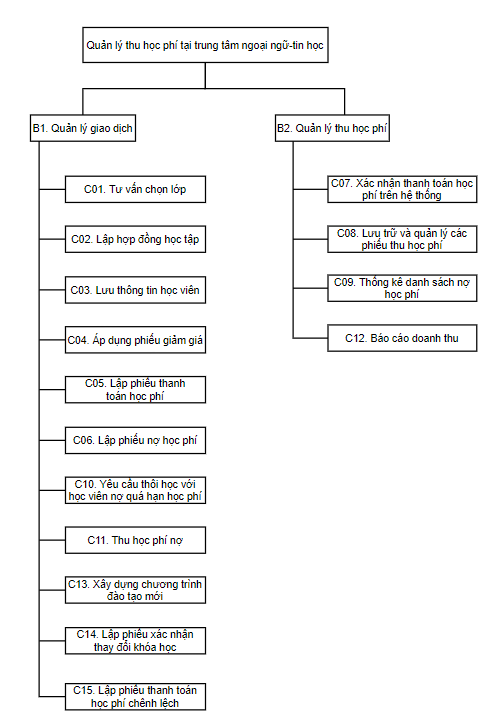 Quản lý thu học phí tại trung tâm ngoại ngữ-tin học
B1. Quản lý giao dịch
C01. Tư vấn chọn lớp
C02. Lập hợp đồng học tập
C03. Lưu thông tin học viên
C04. Áp dụng phiếu giảm giá
C05. Lập phiếu thanh
toán học phí
C06. Lập phiếu nợ học phí
C10. Yêu cầu thôi học với
học viên nợ quá hạn học phí
C11. Thu học phí nợ
C13. Xây dựng chương trình
đào tạo mới
C14. Lập phiếu xác nhận
thay đổi khóa học
C15. Lập phiếu thanh toán
học phí chênh lệch
B2. Quản lý thu học phí
C07. Xác nhận thanh toán học
phí trên hệ thống
C08. Lưu trữ và quản lý các
phiếu thu học phí
C09. Thống kê danh sách nợ
học phí
C12. Báo cáo doanh thu